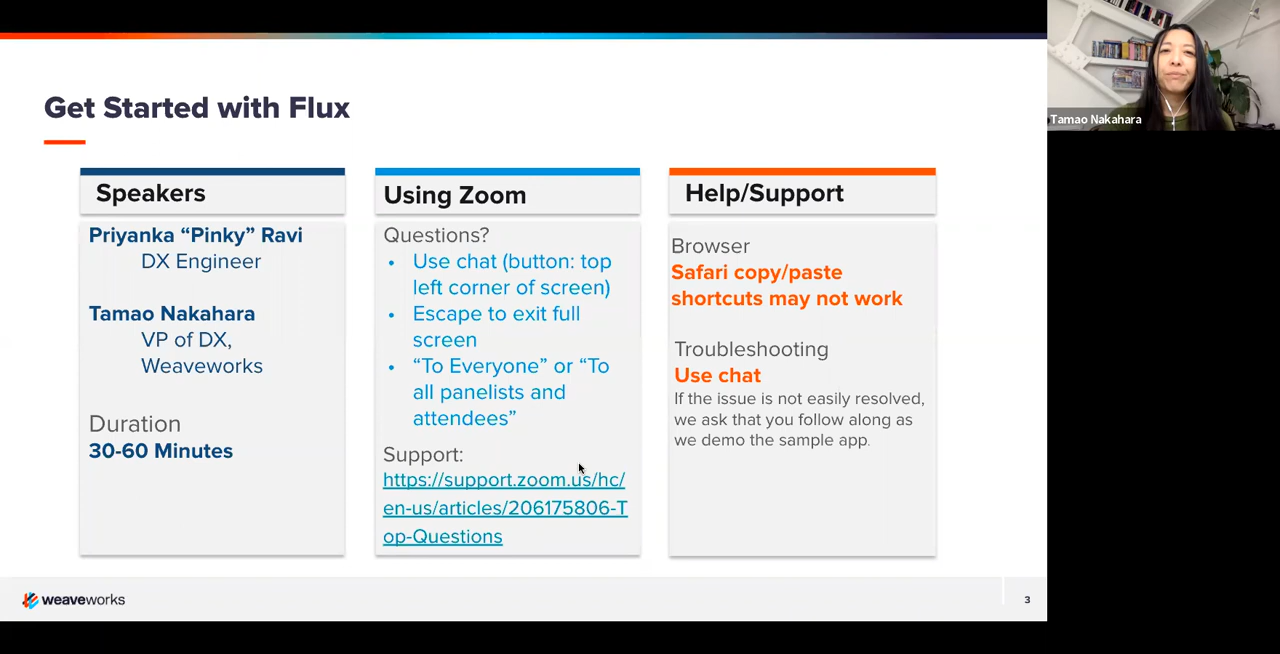 Get Started with Flux
Speakers
Priyanka “Pinky” Ravi
DX Engineer
Tamao Nakahara
VP of DX,
Weaveworks
Duration
30-60 Minutes
Using Zoom
Questions?
• Use chat (button: top
left corner of screen)
• Escape to exit full
screen
• “To Everyone” or “To
all panelists and
attendees”
Support:
https://support.zoom.us/hc/
en-us/articles/206175806-T
op-Questions
Help/Support
Browser
Safari copy/paste
shortcuts may not work
Troubleshooting
Use chat
If the issue is not easily resolved,
we ask that you follow along as
we demo the sample app.
weaveworks
3
Tamao Nakahara